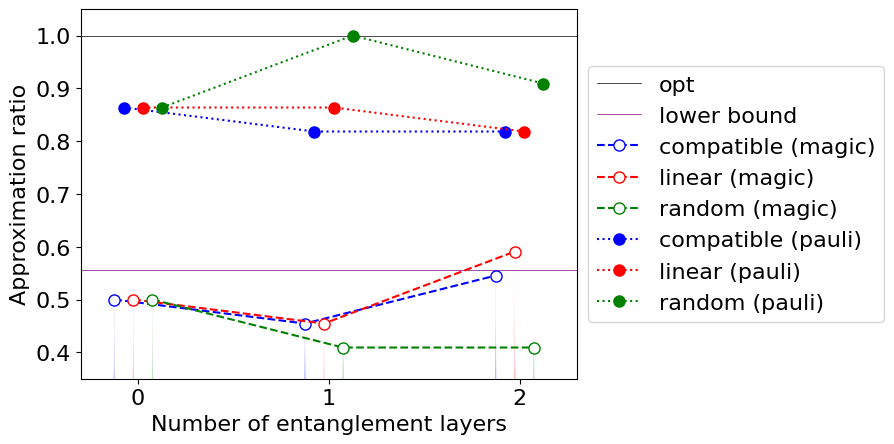 1.0
0.9
0.8
0.7
0.6
0.5
0.4
Approximation ratio
0 1 2
Number of entanglement layers
opt
lower bound
compatible (magic)
linear (magic)
random (magic)
compatible (pauli)
linear (pauli)
random (pauli)